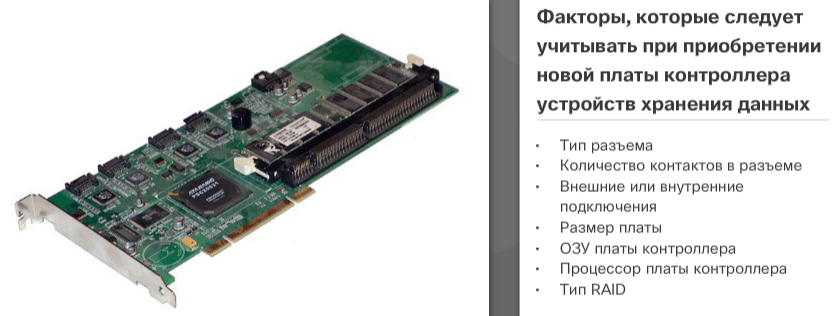 Факторы, которые следует
учитывать при приобретении
новой платы контроллера
устройств хранения данных
· Тип разъема
· Количество контактов в разъеме
· Внешние или внутренние
подключения
· Размер платы
· ОЗУ платы контроллера
· Процессор платы контроллера
· Тип RAID